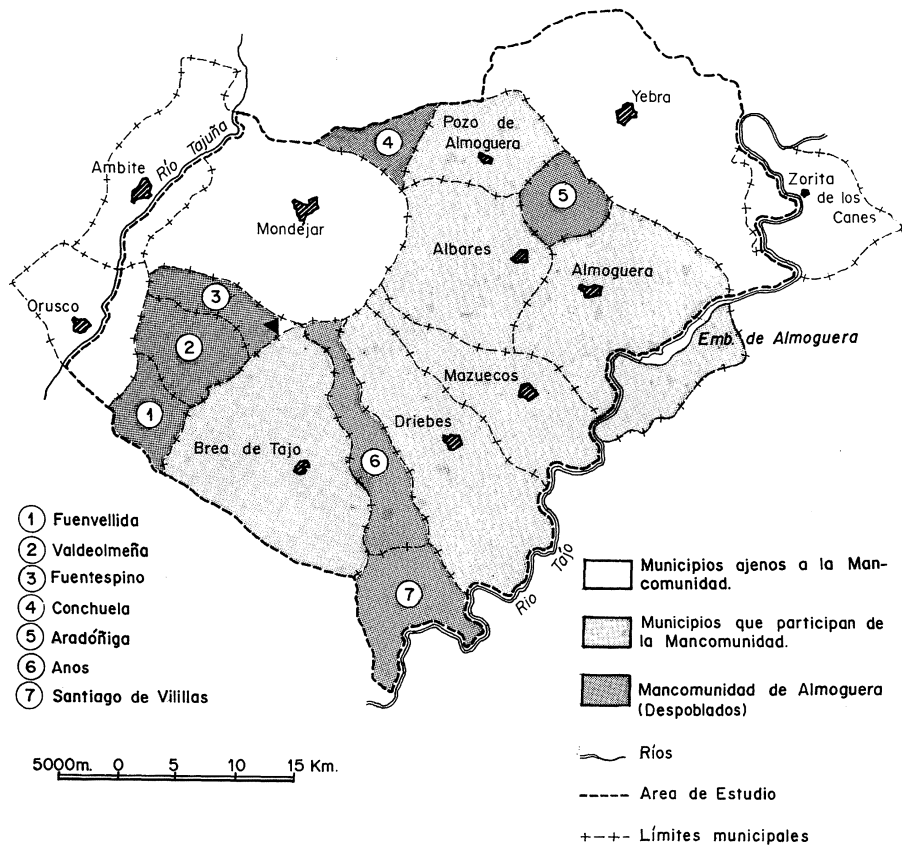 Yebra
Pozo de
Almoguera
4
Río Tajuña
Ambite
5
Zorita
de los
Canes
Mondejar
Albares
Almoguera
3
Orusco
2
Emb. de Almoguera
Mazuecos
1
Driebes
Brea de Tajo
6
7
Río Tájo
1 Fuenvellida
2 Valdeolmeña
3 Fuentespino
4 Conchuela
5 Aradóñiga
6 Anos
7 Santiago de Vilillas
Municipios ajenos a la Man-
comunidad.
Municipios que participan de
la Mancomunidad.
Mancomunidad de Almoguera
(Despoblados)
Ríos
Area de Estudio
Límites municipales
5000m. 0 5 10 15 Km.